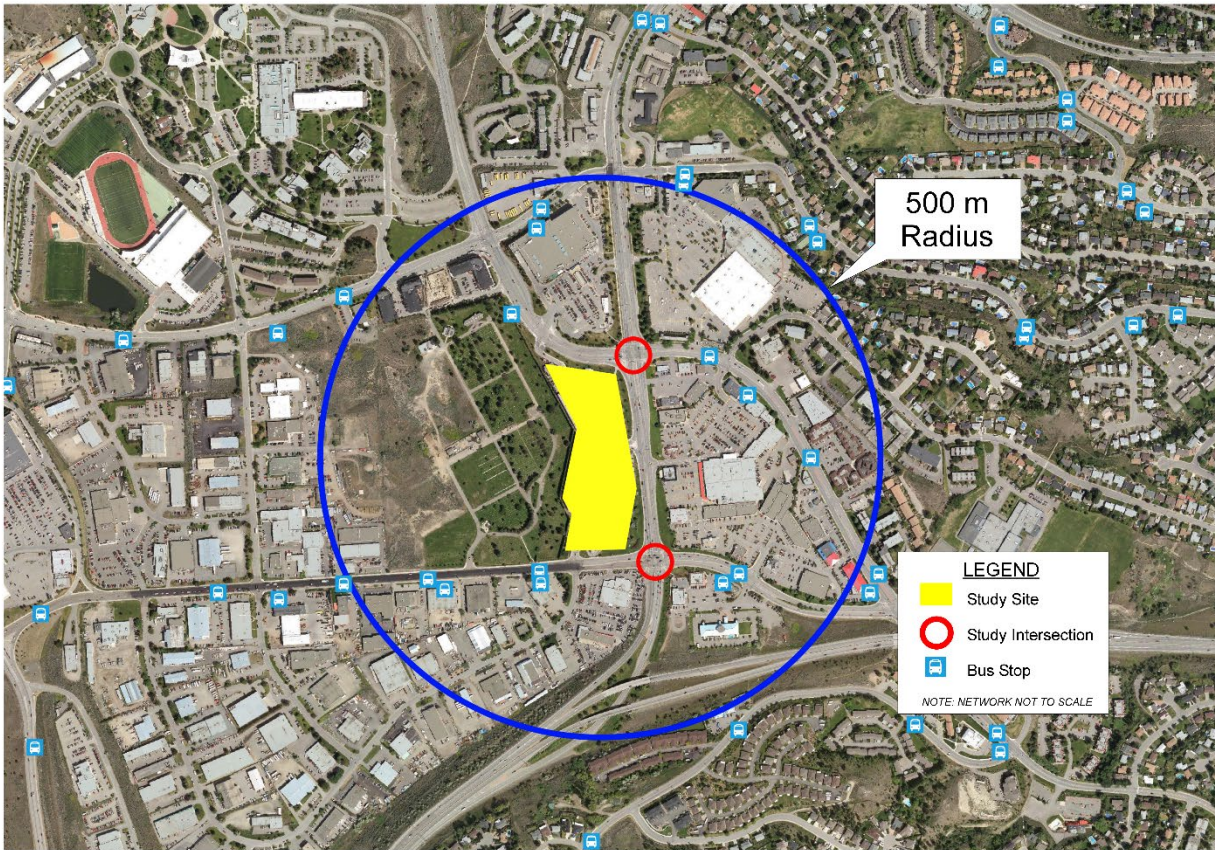 500 m
Radius
LEGEND
Study Site
Study Intersection
Bus Stop
NOTE: NETWORK NOT TO SCALE